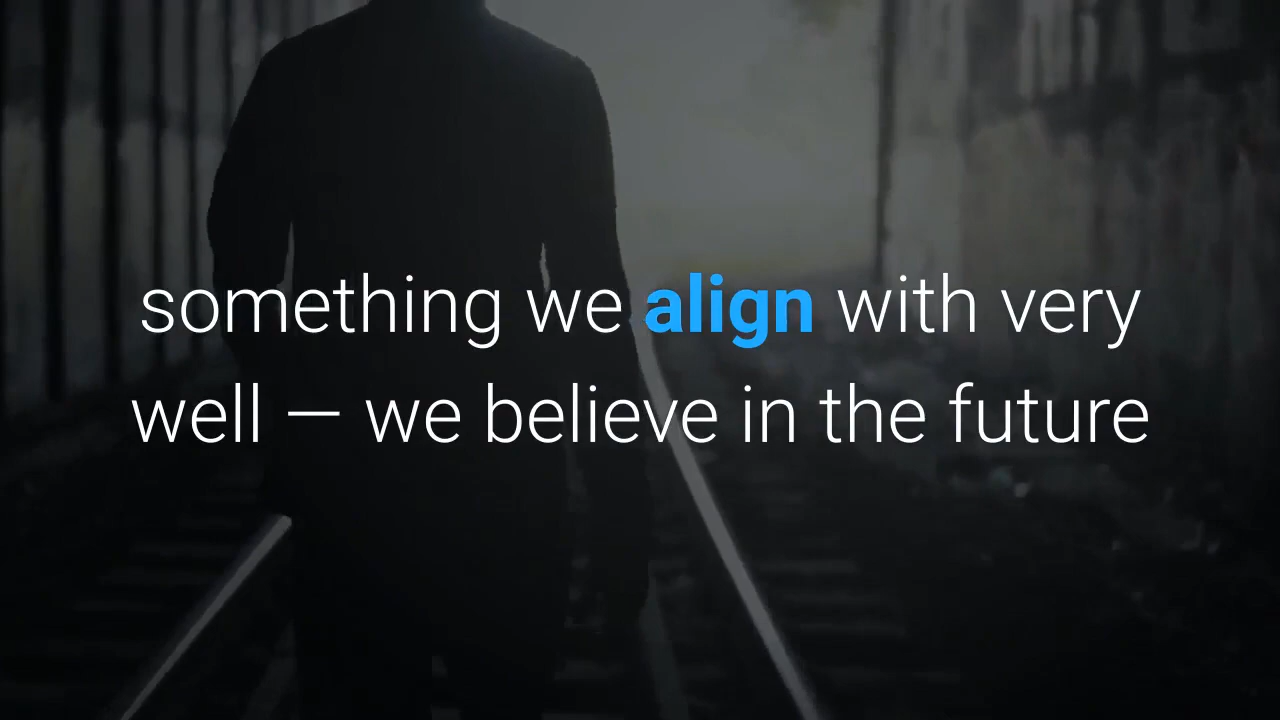 something we align with very
well — we believe in the future